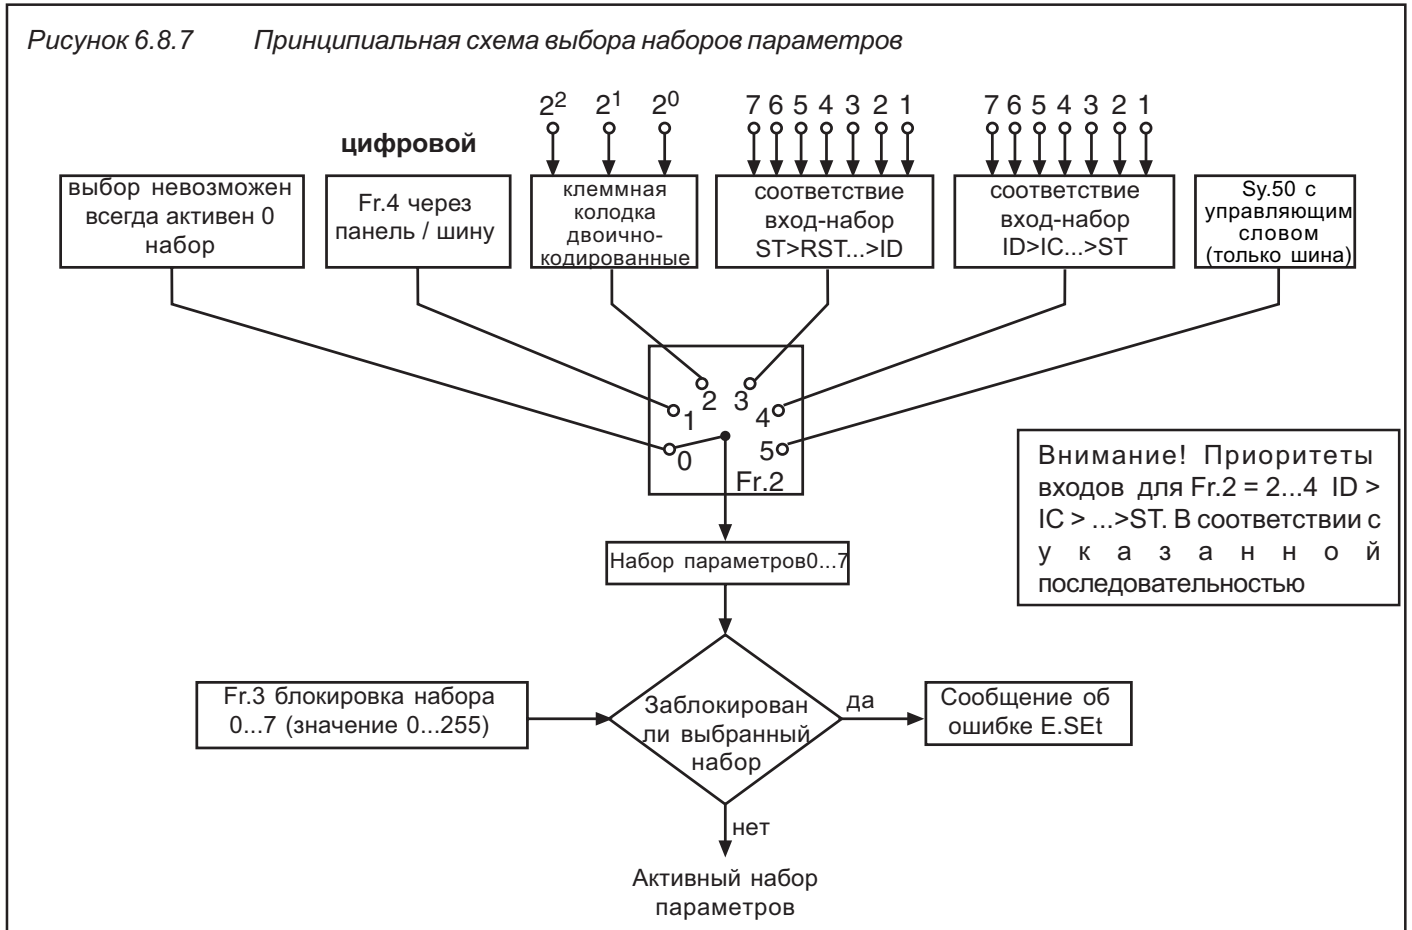 Рисунок 6.8.7 Принципиальная схема выбора наборов параметров
2² 2¹ 2⁰
7 6 5 4 3 2 1
7 6 5 4 3 2 1
цифровой
выбор невозможен
всегда активен 0
набор
Fr.4 через
панель / шину
клеммная
колодка
двоично-
кодированные
соответствие
вход-набор
ST>RST...>ID
соответствие
вход-набор
ID>IC...>ST
Sy.50 с
управляющим
словом
(только шина)
2 3
1 4
0 5
Fr.2
Внимание! Приоритеты
входов для Fr.2 = 2...4 ID >
IC > ...>ST. В соответствии с
у к а з а н н о й
последовательностью
Набор параметров0...7
Fr.3 блокировка набора
0...7 (значение 0...255)
Заблокирован
ли выбранный
набор
да
Сообщение об
ошибке E.SEt
нет
Активный набор
параметров